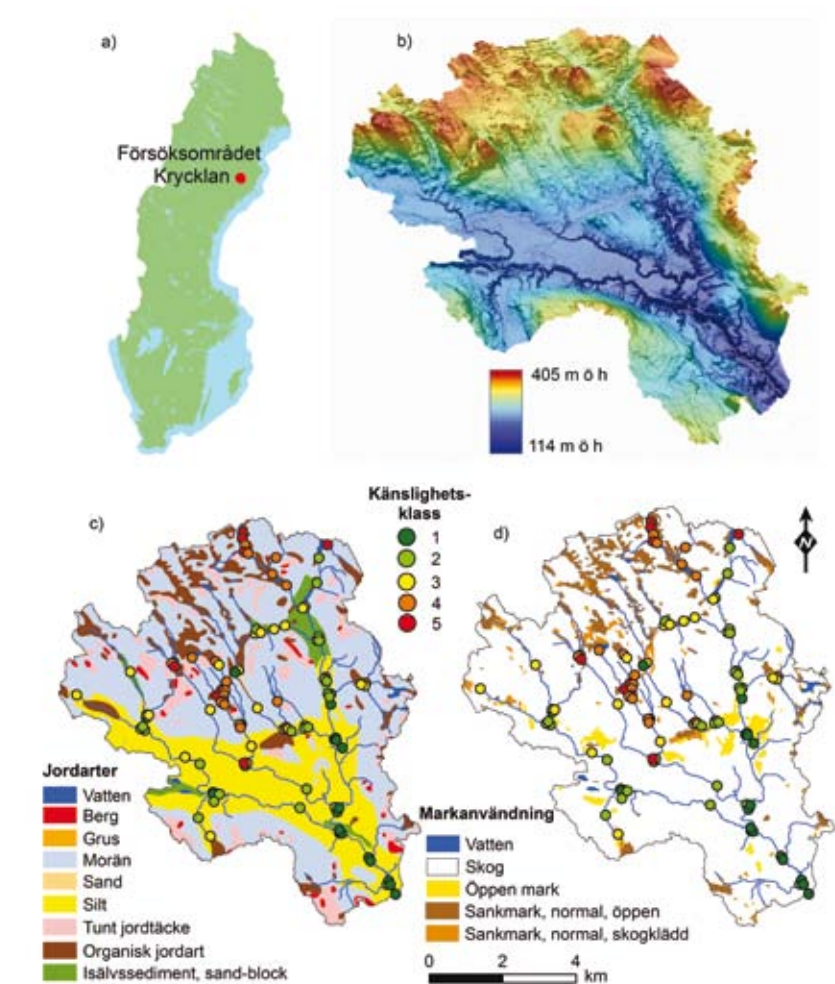 a)
Försöksområdet
Krycklan
b)
405 m ö h
114 m ö h
Känslighets-
klass
1
2
3
4
5
c)
Jordarter
Vatten
Berg
Grus
Morän
Sand
Silt
Tunt jordtäcke
Organisk jordart
Isälvssediment, sand-block
d)
N
Markanvändning
Vatten
Skog
Öppen mark
Sankmark, normal, öppen
Sankmark, normal, skogklädd
0 2 4
km